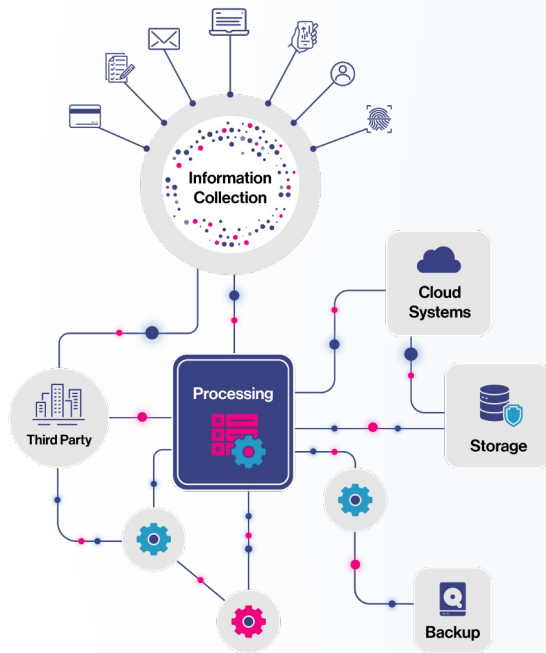 Information
Collection
Cloud
Systems
Processing
Third Party
Storage
Backup